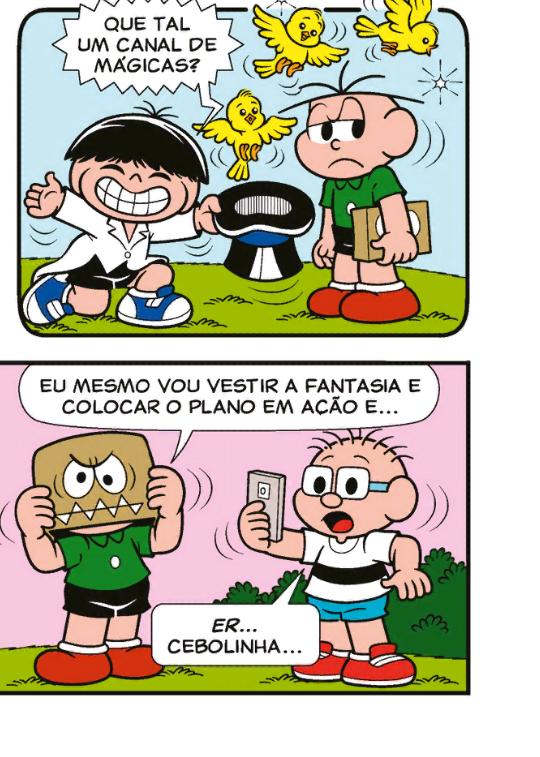 QUE TAL
UM CANAL DE
MÁGICAS?
EU MESMO VOU VESTIR A FANTASIA E
COLOCAR O PLANO EM AÇÃO E...
ER...
CEBOLINHA...